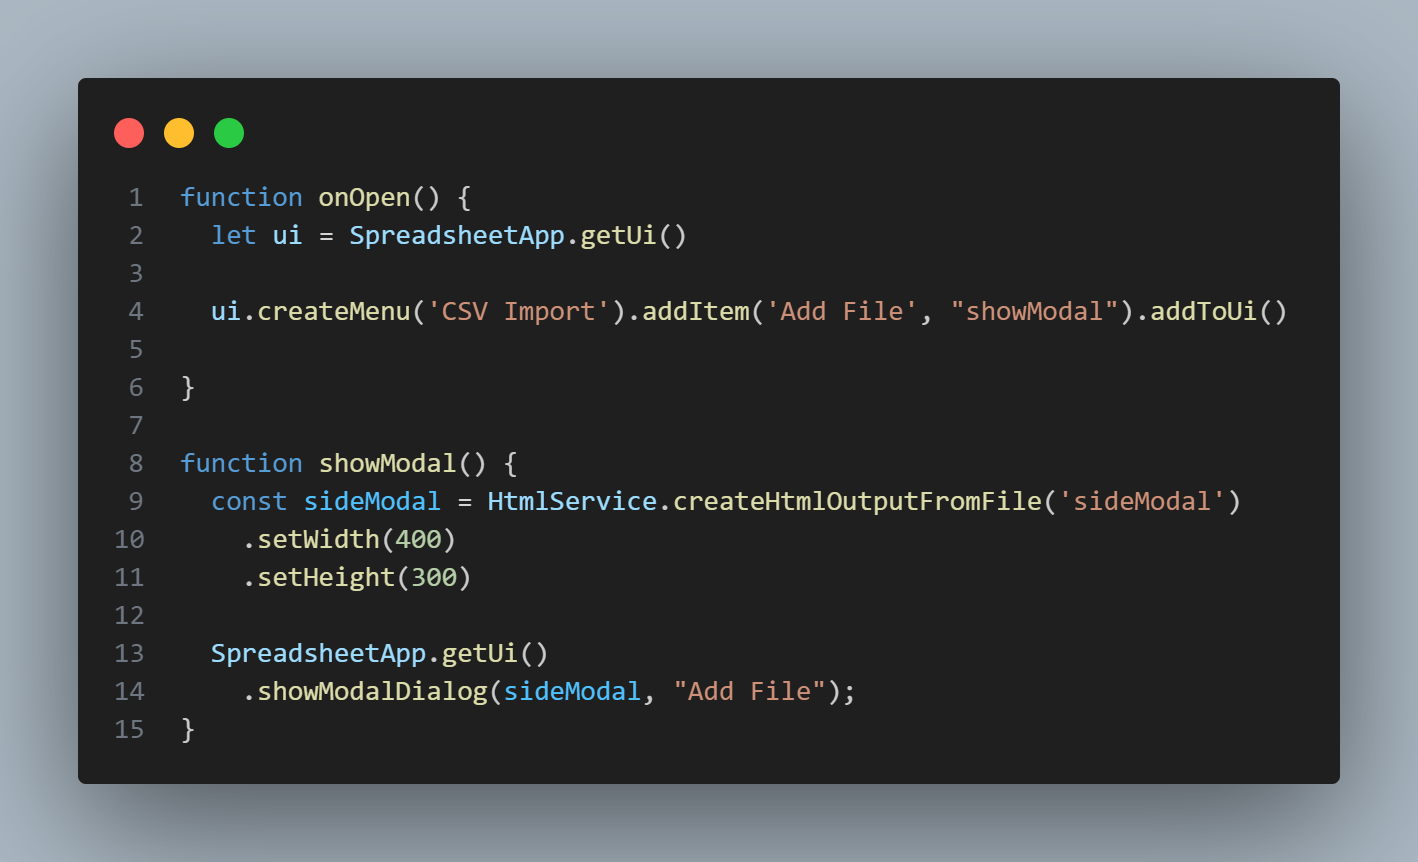 1 function onOpen() {
2   let ui = SpreadsheetApp.getUi()
3
4   ui.createMenu('CSV Import').addItem('Add File', "showModal").addToUi()
5
6 }
7
8 function showModal() {
9   const sideModal = HtmlService.createHtmlOutputFromFile('sideModal')
10     .setWidth(400)
11     .setHeight(300)
12
13   SpreadsheetApp.getUi()
14     .showModalDialog(sideModal, "Add File");
15 }